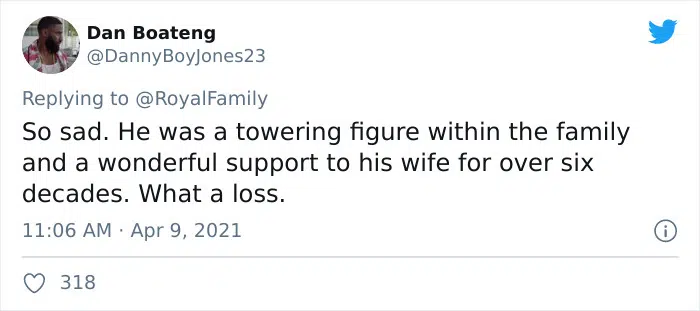 Dan Boateng
@DannyBoyJones23
Replying to @RoyalFamily
So sad. He was a towering figure within the family
and a wonderful support to his wife for over six
decades. What a loss.
11:06 AM · Apr 9, 2021
318